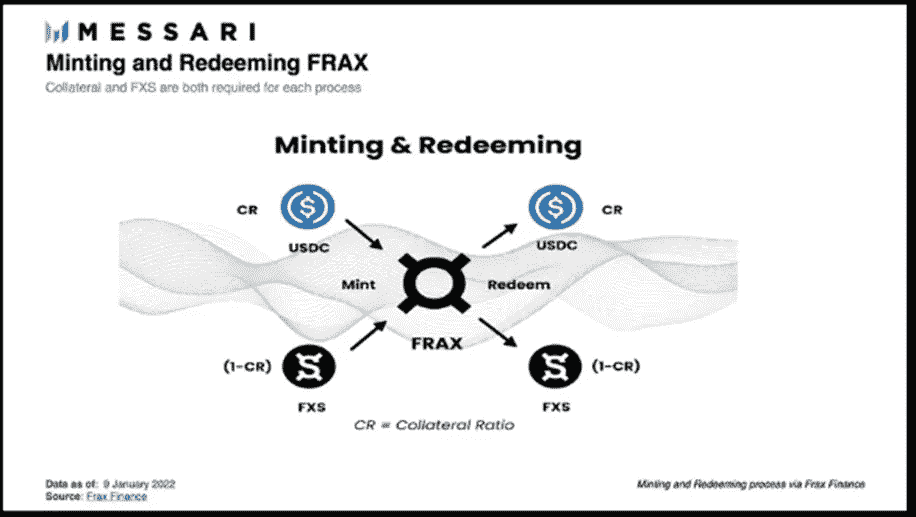 MESSARI
Minting and Redeeming FRAX
Collateral and FXS are both required for each process
Minting & Redeeming
CR
USDC
USDC
CR
Mint
Redeem
FRAX
(1-CR)
FXS
FXS
(1-CR)
CR = Collateral Ratio
Data as of: 9 January 2022
Source: Frax Finance
Minting and Redeeming process via Frax Finance